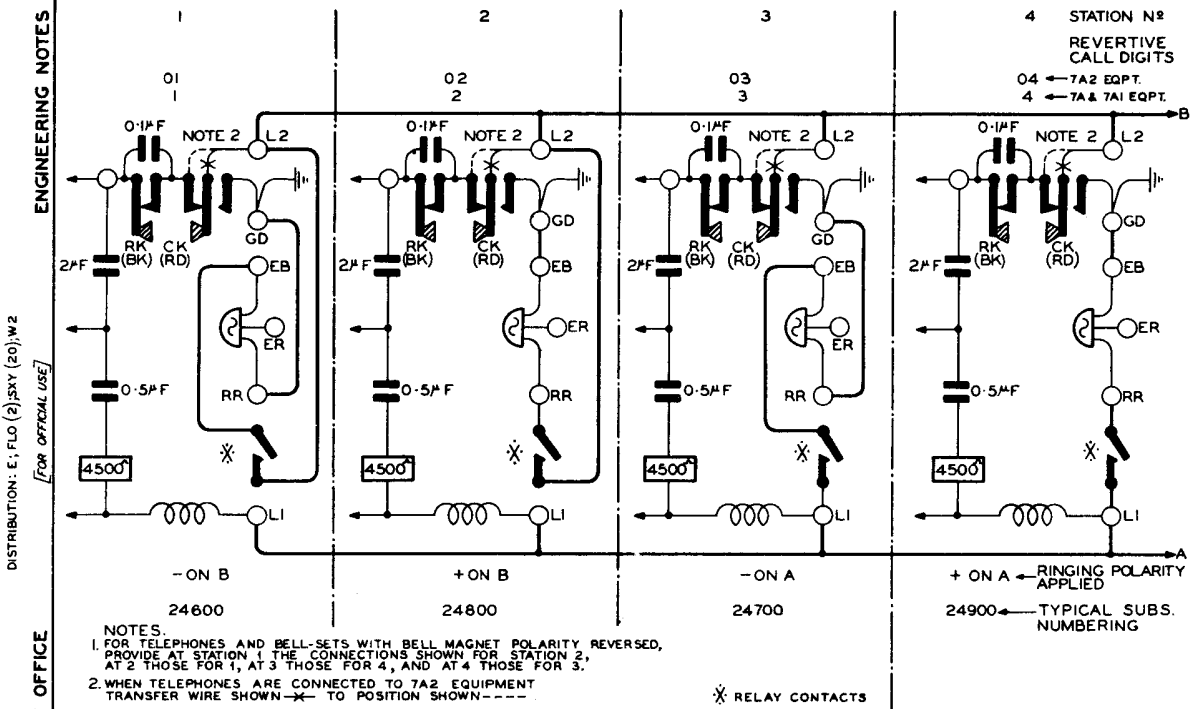 ENGINEERING NOTES
DISTRIBUTION: E; FLO (2); SXY (20); W2
[FOR OFFICIAL USE]
OFFICE
1 2 3 4 STATION Nº
REVERTIVE
CALL DIGITS
01 02 03 04 ← 7A2 EQPT.
1 2 3 4 ← 7A & 7A1 EQPT.
B
0·1µF NOTE 2 L2 0·1µF NOTE 2 L2 0·1µF NOTE 2 L2 0·1µF NOTE 2 L2
GD GD GD GD
RK CK RK CK RK CK RK CK
(BK) (RD) (BK) (RD) (BK) (RD) (BK) (RD)
2µF EB 2µF EB 2µF EB 2µF EB
ER ER ER ER
0·5µF RR 0·5µF RR 0·5µF RR 0·5µF RR
4500ω 4500ω 4500ω 4500ω
L1 L1 L1 L1
A
- ON B + ON B - ON A + ON A ← RINGING POLARITY
APPLIED
24600 24800 24700 24900 ← TYPICAL SUBS.
NUMBERING
NOTES.
1. FOR TELEPHONES AND BELL-SETS WITH BELL MAGNET POLARITY REVERSED,
PROVIDE AT STATION 1 THE CONNECTIONS SHOWN FOR STATION 2,
AT 2 THOSE FOR 1, AT 3 THOSE FOR 4, AND AT 4 THOSE FOR 3.
2. WHEN TELEPHONES ARE CONNECTED TO 7A2 EQUIPMENT
TRANSFER WIRE SHOWN —×— TO POSITION SHOWN ----
※ RELAY CONTACTS